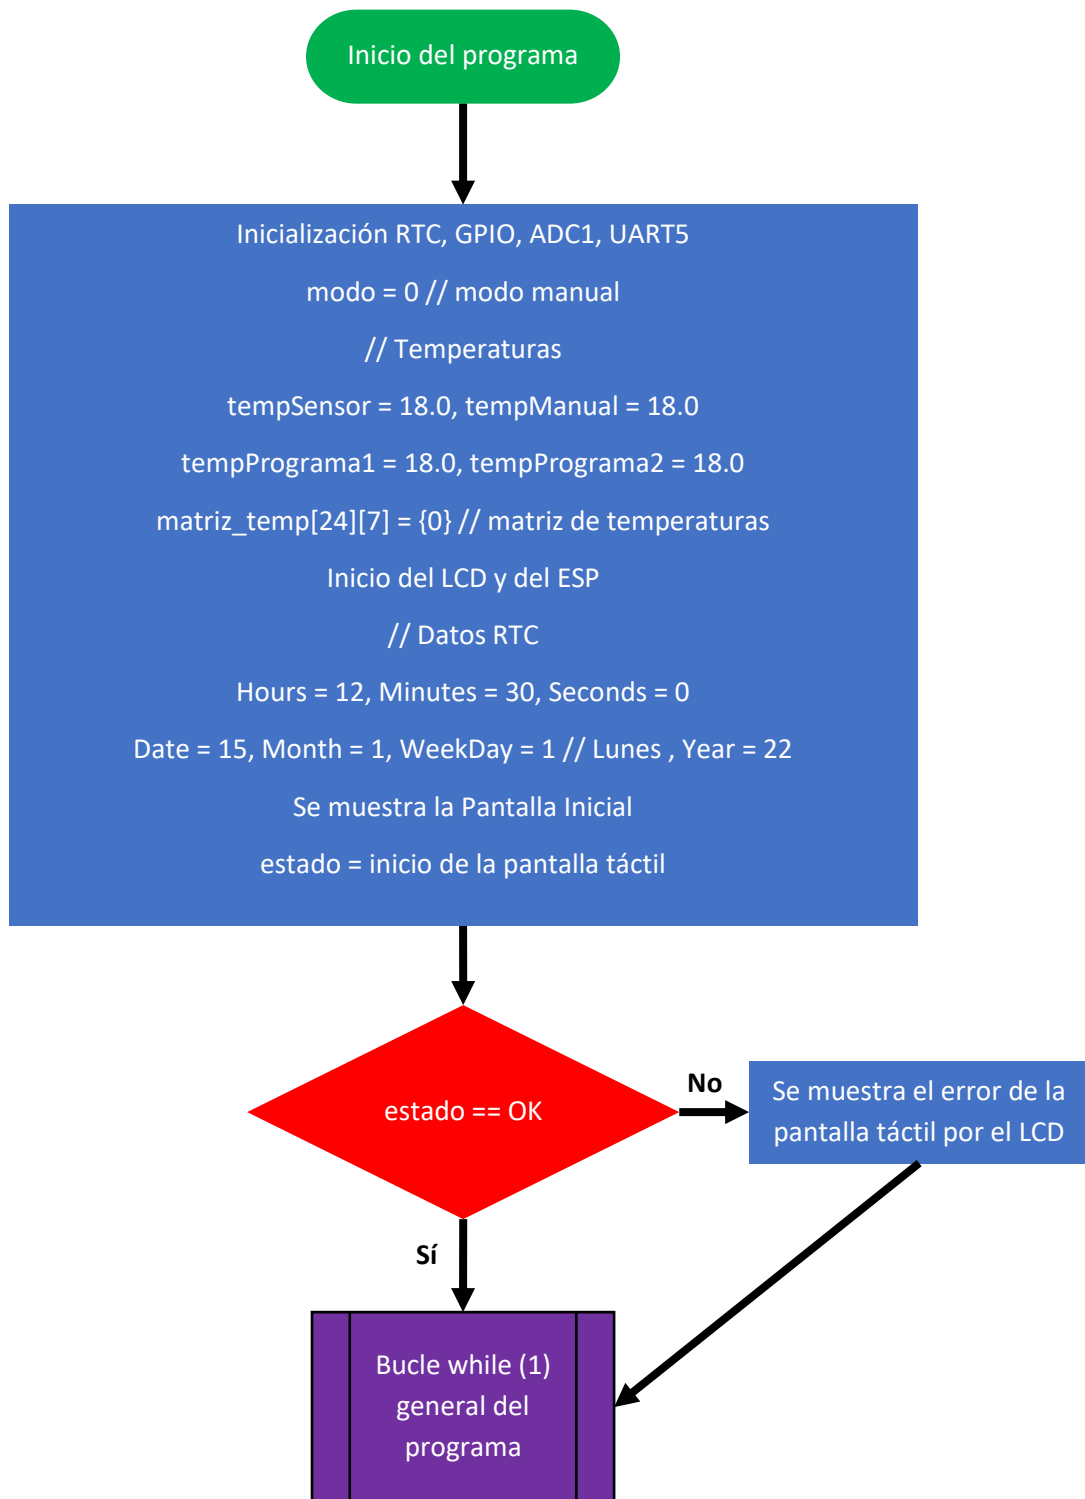 Inicio del programa
Inicialización RTC, GPIO, ADC1, UART5
modo = 0 // modo manual
// Temperaturas
tempSensor = 18.0, tempManual = 18.0
tempPrograma1 = 18.0, tempPrograma2 = 18.0
matriz_temp[24][7] = {0} // matriz de temperaturas
Inicio del LCD y del ESP
// Datos RTC
Hours = 12, Minutes = 30, Seconds = 0
Date = 15, Month = 1, WeekDay = 1 // Lunes , Year = 22
Se muestra la Pantalla Inicial
estado = inicio de la pantalla táctil
estado == OK
No
Se muestra el error de la
pantalla táctil por el LCD
Sí
Bucle while (1)
general del
programa